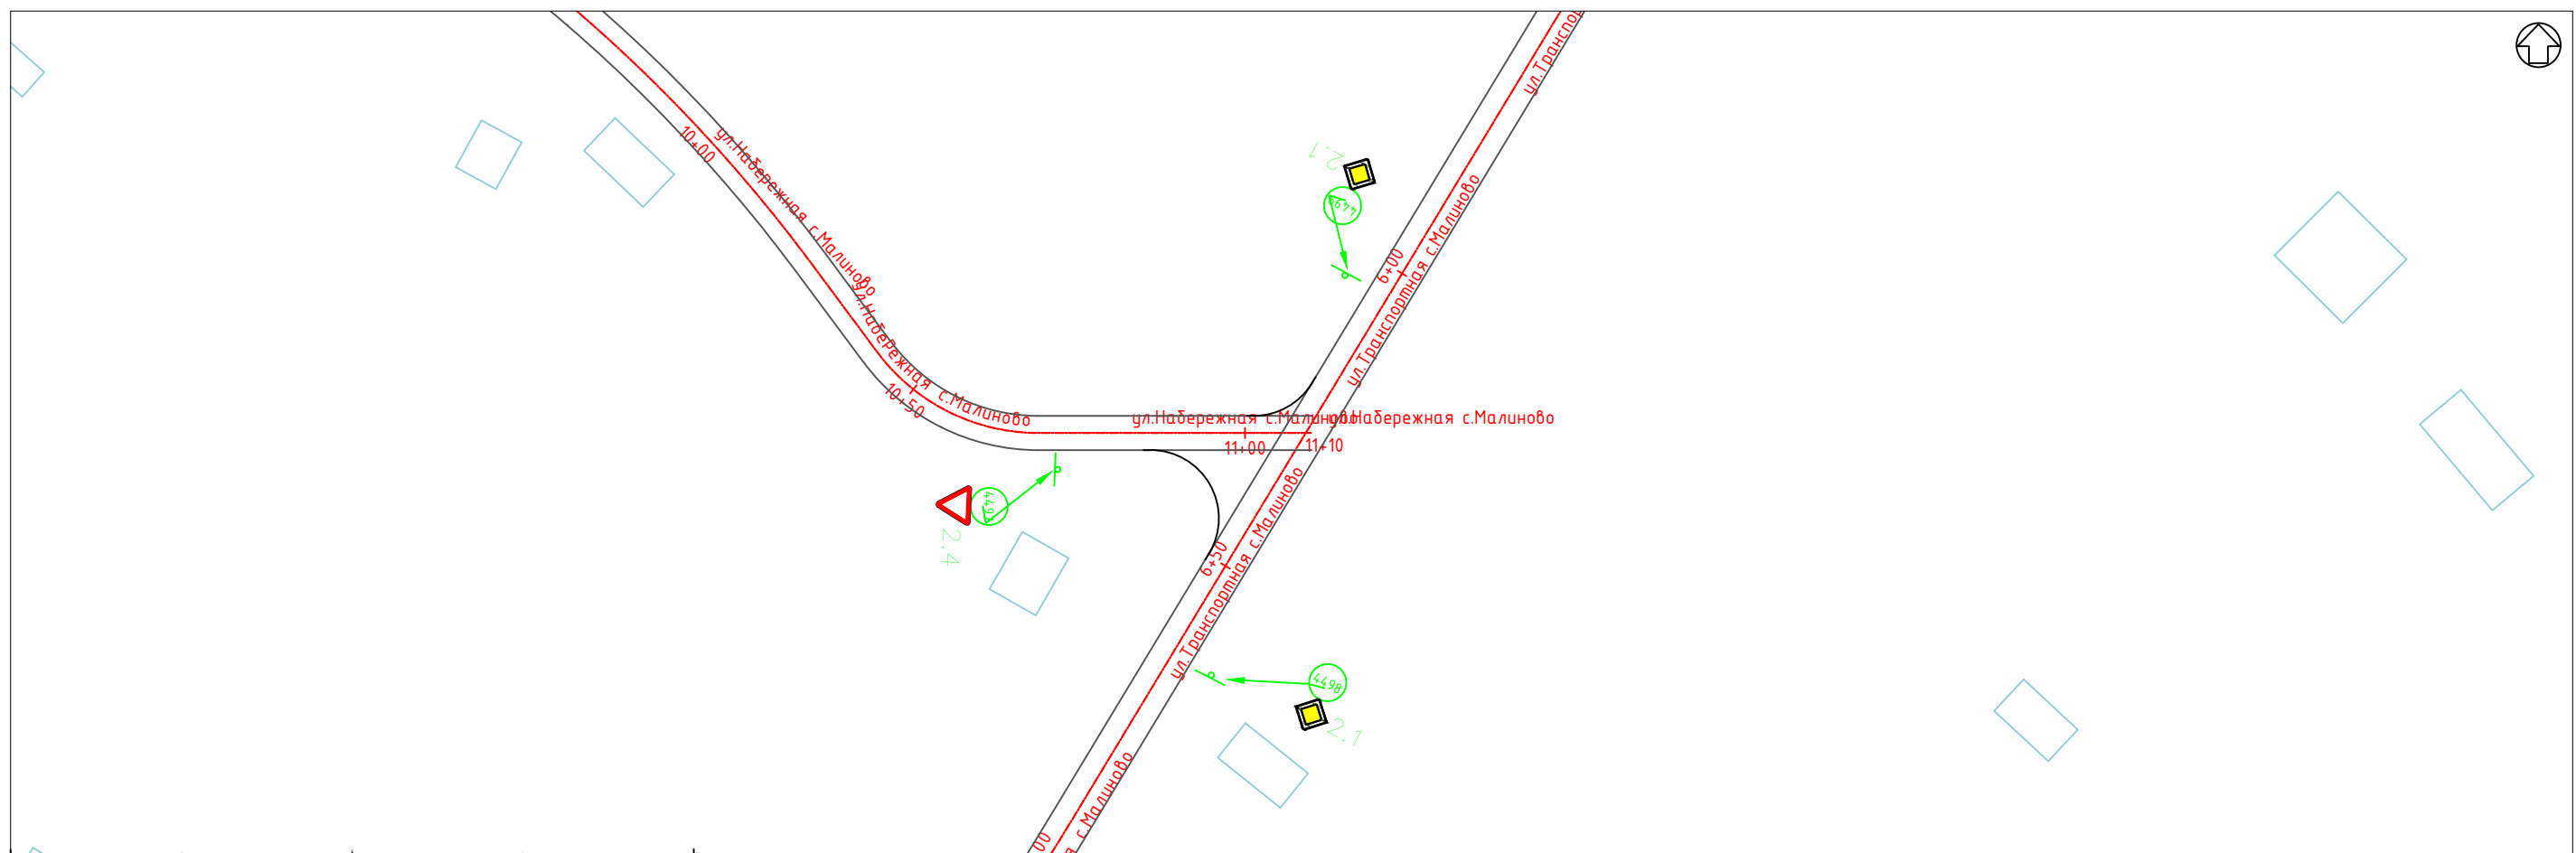 ул.Транспор
2.1
4499
10+00
ул.Набережная с.Малиново
6+00
ул.Транспортная с.Малиново
ул.Набережная с.Малиново
10+50
ул.Набережная с.Малиново
ул.Набережная с.Малиново
11+00
11+10
2.4
6+50
ул.Транспортная с.Малиново
4498
2.1
с.Малиново
00
я